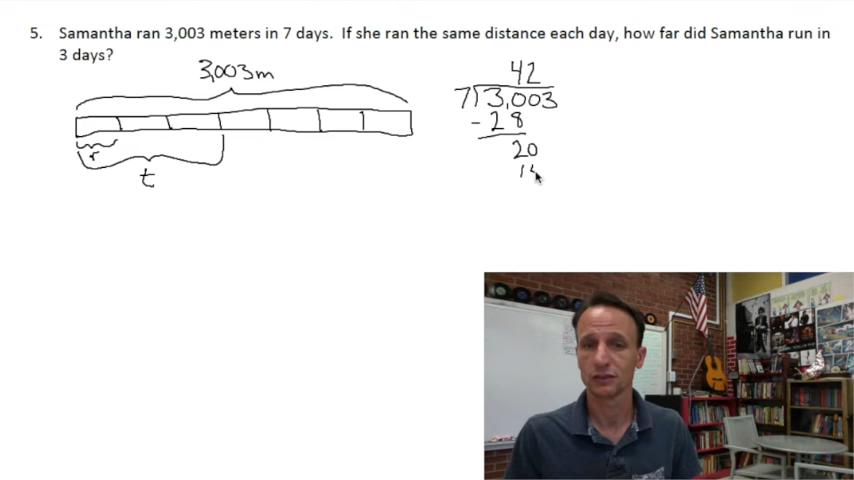 5. Samantha ran 3,003 meters in 7 days. If she ran the same distance each day, how far did Samantha run in
3 days?
3,003m
r
t
42
7)3,003
- 28
20
14